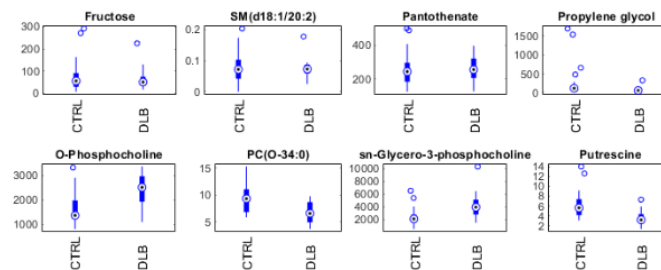 Fructose
300
200
100
0
CTRL
DLB
SM(d18:1/20:2)
0.2
0.1
0
CTRL
DLB
Pantothenate
400
200
CTRL
DLB
Propylene glycol
1500
1000
500
0
CTRL
DLB
O-Phosphocholine
3000
2000
1000
CTRL
DLB
PC(O-34:0)
15
10
5
CTRL
DLB
sn-Glycero-3-phosphocholine
10000
8000
6000
4000
2000
0
CTRL
DLB
Putrescine
14
12
10
8
6
4
2
CTRL
DLB